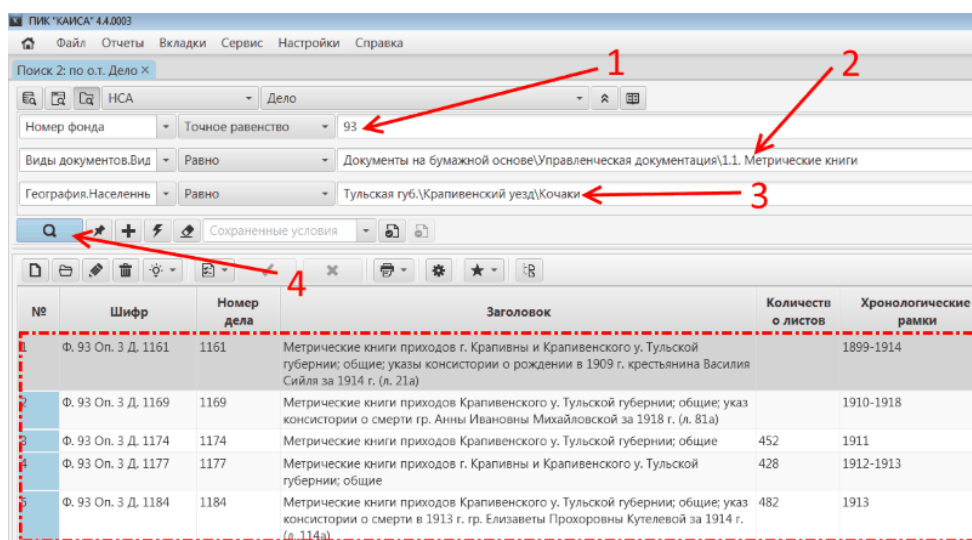 ПИК "КАИСА" 4.4.0003
Файл Отчеты Вкладки Сервис Настройки Справка
Поиск 2: по о.т. Дело ×
1
2
НСА Дело
Номер фонда Точное равенство 93
Виды документов.Вид Равно Документы на бумажной основе\Управленческая документация\1.1. Метрические книги
География.Населеннь Равно Тульская губ.\Крапивенский уезд\Кочаки
3
Сохраненные условия
4
№ Шифр Номер дела Заголовок Количеств о листов Хронологические рамки
1 Ф. 93 Оп. 3 Д. 1161 1161 Метрические книги приходов г. Крапивны и Крапивенского у. Тульской 1899-1914
губернии; общие; указы консистории о рождении в 1909 г. крестьянина Василия
Сийля за 1914 г. (л. 21а)
2 Ф. 93 Оп. 3 Д. 1169 1169 Метрические книги приходов Крапивенского у. Тульской губернии; общие; указ 1910-1918
консистории о смерти гр. Анны Ивановны Михайловской за 1918 г. (л. 81а)
3 Ф. 93 Оп. 3 Д. 1174 1174 Метрические книги приходов Крапивенского у. Тульской губернии; общие 452 1911
4 Ф. 93 Оп. 3 Д. 1177 1177 Метрические книги приходов г. Крапивны и Крапивенского у. Тульской 428 1912-1913
губернии; общие
5 Ф. 93 Оп. 3 Д. 1184 1184 Метрические книги приходов Крапивенского у. Тульской губернии; общие; указ 482 1913
консистории о смерти в 1913 г. гр. Елизаветы Прохоровны Кутелевой за 1914 г.
(л. 114а)